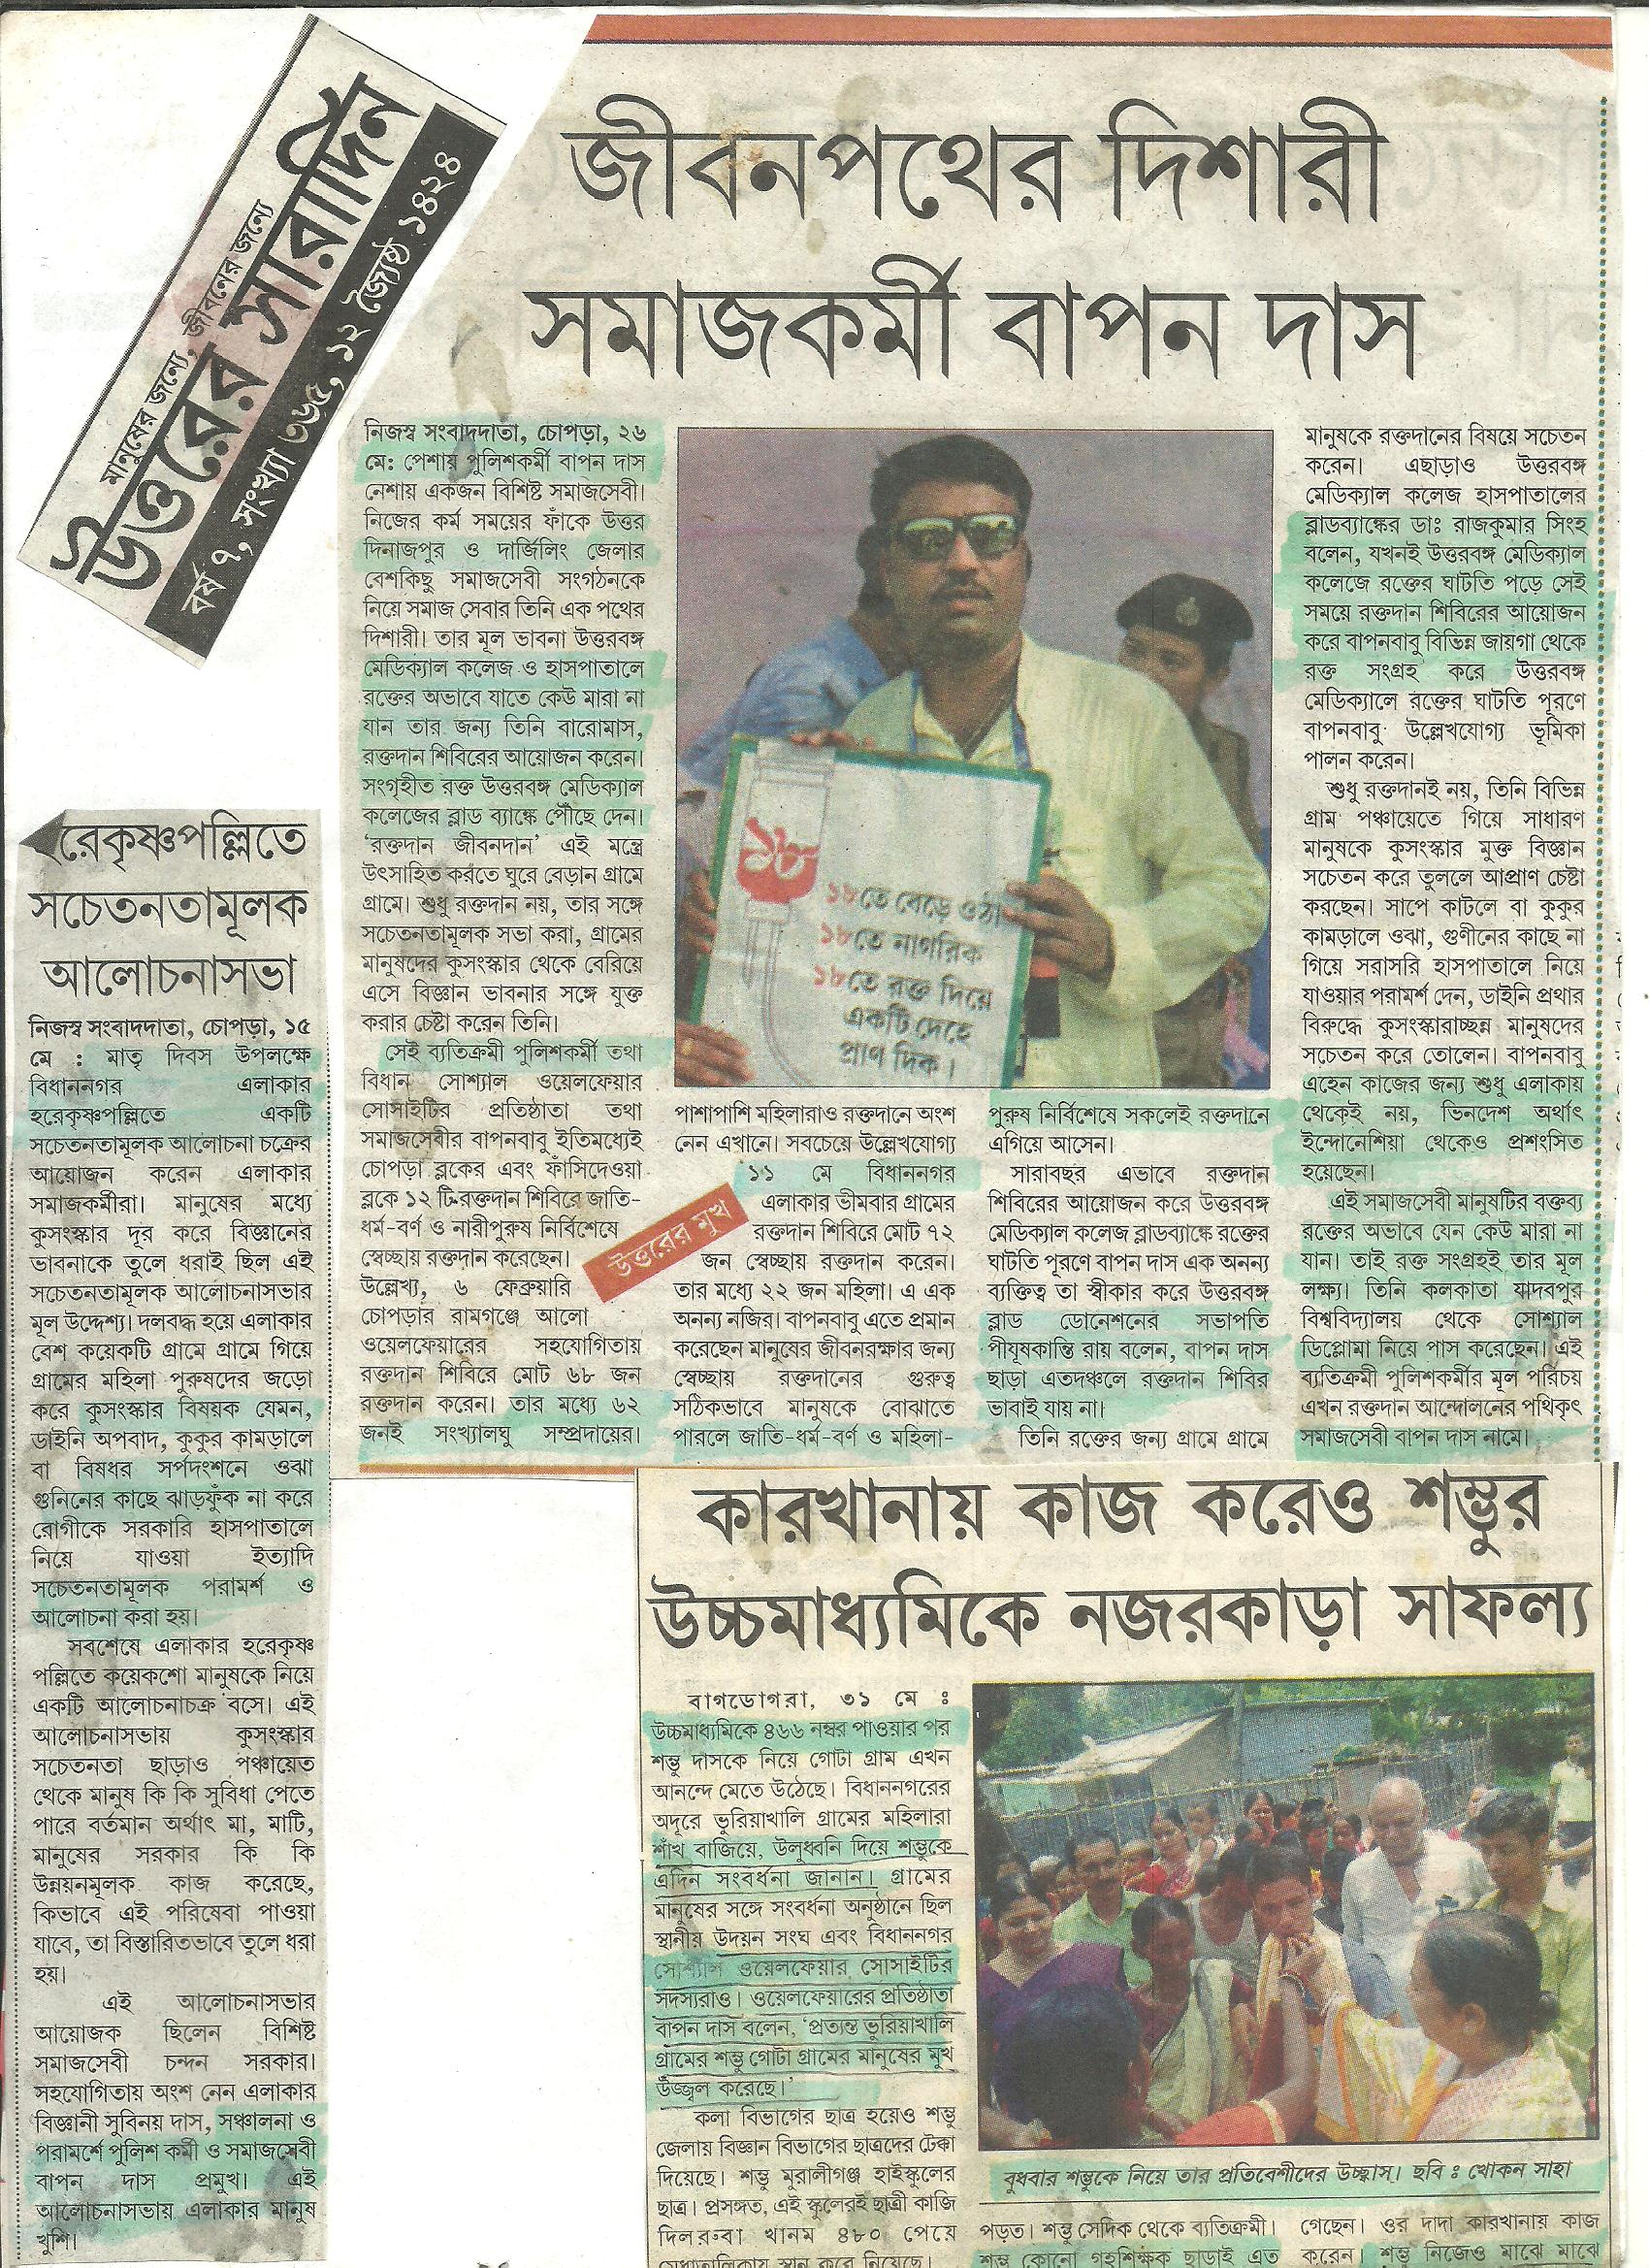 মানুষের জন্যে, জীবনের জন্যে
উত্তরের সারাদিন
বর্ষ ৭, সংখ্যা ৩৬৫, ১২ জ্যৈষ্ঠ ১৪২৪
জীবনপথের দিশারী
সমাজকর্মী বাপন দাস
নিজস্ব সংবাদদাতা, চোপড়া, ২৬
মে: পেশায় পুলিশকর্মী বাপন দাস
নেশায় একজন বিশিষ্ট সমাজসেবী।
নিজের কর্ম সময়ের ফাঁকে উত্তর
দিনাজপুর ও দার্জিলিং জেলার
বেশকিছু সমাজসেবী সংগঠনকে
নিয়ে সমাজ সেবার তিনি এক পথের
দিশারী। তার মূল ভাবনা উত্তরবঙ্গ
মেডিক্যাল কলেজ ও হাসপাতালে
রক্তের অভাবে যাতে কেউ মারা না
যান তার জন্য তিনি বারোমাস,
রক্তদান শিবিরের আয়োজন করেন।
সংগৃহীত রক্ত উত্তরবঙ্গ মেডিক্যাল
কলেজের ব্লাড ব্যাঙ্কে পৌঁছে দেন।
‘রক্তদান জীবনদান’ এই মন্ত্রে
উৎসাহিত করতে ঘুরে বেড়ান গ্রামে
গ্রামে। শুধু রক্তদান নয়, তার সঙ্গে
সচেতনতামূলক সভা করা, গ্রামের
মানুষদের কুসংস্কার থেকে বেরিয়ে
এসে বিজ্ঞান ভাবনার সঙ্গে যুক্ত
করার চেষ্টা করেন তিনি।
সেই ব্যতিক্রমী পুলিশকর্মী তথা
বিধান সোশ্যাল ওয়েলফেয়ার
সোসাইটির প্রতিষ্ঠাতা তথা
সমাজসেবীর বাপনবাবু ইতিমধ্যেই
চোপড়া ব্লকের এবং ফাঁসিদেওয়া
ব্লকে ১২ টি রক্তদান শিবিরে জাতি-
ধর্ম-বর্ণ ও নারীপুরুষ নির্বিশেষে
স্বেচ্ছায় রক্তদান করেছেন।
উল্লেখ্য, ৬ ফেব্রুয়ারি
চোপড়ার রামগঞ্জে আলো
ওয়েলফেয়ারের সহযোগিতায়
রক্তদান শিবিরে মোট ৬৮ জন
রক্তদান করেন। তার মধ্যে ৬২
জনই সংখ্যালঘু সম্প্রদায়ের।
১৮
১৮তে বেড়ে ওঠা
১৮তে নাগরিক
১৮তে রক্ত দিয়ে
একটি দেহে
প্রাণ দিক।
উত্তরের মুখ
পাশাপাশি মহিলারাও রক্তদানে অংশ
নেন এখানে। সবচেয়ে উল্লেখযোগ্য
১১ মে বিধাননগর
এলাকার ভীমবার গ্রামের
রক্তদান শিবিরে মোট ৭২
জন স্বেচ্ছায় রক্তদান করেন।
তার মধ্যে ২২ জন মহিলা। এ এক
অনন্য নজির। বাপনবাবু এতে প্রমান
করেছেন মানুষের জীবনরক্ষার জন্য
স্বেচ্ছায় রক্তদানের গুরুত্ব
সঠিকভাবে মানুষকে বোঝাতে
পারলে জাতি-ধর্ম-বর্ণ ও মহিলা-
পুরুষ নির্বিশেষে সকলেই রক্তদানে
এগিয়ে আসেন।
সারাবছর এভাবে রক্তদান
শিবিরের আয়োজন করে উত্তরবঙ্গ
মেডিক্যাল কলেজ ব্লাডব্যাঙ্কে রক্তের
ঘাটতি পূরণে বাপন দাস এক অনন্য
ব্যক্তিত্ব তা স্বীকার করে উত্তরবঙ্গ
ব্লাড ডোনেশনের সভাপতি
পীযূষকান্তি রায় বলেন, বাপন দাস
ছাড়া এতদঞ্চলে রক্তদান শিবির
ভাবাই যায় না।
তিনি রক্তের জন্য গ্রামে গ্রামে
মানুষকে রক্তদানের বিষয়ে সচেতন
করেন। এছাড়াও উত্তরবঙ্গ
মেডিক্যাল কলেজ হাসপাতালের
ব্লাডব্যাঙ্কের ডাঃ রাজকুমার সিংহ
বলেন, যখনই উত্তরবঙ্গ মেডিক্যাল
কলেজে রক্তের ঘাটতি পড়ে সেই
সময়ে রক্তদান শিবিরের আয়োজন
করে বাপনবাবু বিভিন্ন জায়গা থেকে
রক্ত সংগ্রহ করে উত্তরবঙ্গ
মেডিক্যালে রক্তের ঘাটতি পূরণে
বাপনবাবু উল্লেখযোগ্য ভূমিকা
পালন করেন।
শুধু রক্তদানই নয়, তিনি বিভিন্ন
গ্রাম পঞ্চায়েতে গিয়ে সাধারণ
মানুষকে কুসংস্কার মুক্ত বিজ্ঞান
সচেতন করে তুললে আপ্রাণ চেষ্টা
করছেন। সাপে কাটলে বা কুকুর
কামড়ালে ওঝা, গুণীনের কাছে না
গিয়ে সরাসরি হাসপাতালে নিয়ে
যাওয়ার পরামর্শ দেন, ডাইনি প্রথার
বিরুদ্ধে কুসংস্কারাচ্ছন্ন মানুষদের
সচেতন করে তোলেন। বাপনবাবু
এহেন কাজের জন্য শুধু এলাকায়
থেকেই নয়, ভিনদেশ অর্থাৎ
ইন্দোনেশিয়া থেকেও প্রশংসিত
হয়েছেন।
এই সমাজসেবী মানুষটির বক্তব্য
রক্তের অভাবে যেন কেউ মারা না
যান। তাই রক্ত সংগ্রহই তার মূল
লক্ষ্য। তিনি কলকাতা যাদবপুর
বিশ্ববিদ্যালয় থেকে সোশ্যাল
ডিপ্লোমা নিয়ে পাস করেছেন। এই
ব্যতিক্রমী পুলিশকর্মীর মূল পরিচয়
এখন রক্তদান আন্দোলনের পথিকৃৎ
সমাজসেবী বাপন দাস নামে।
হরেকৃষ্ণপল্লিতে
সচেতনতামূলক
আলোচনাসভা
নিজস্ব সংবাদদাতা, চোপড়া, ১৫
মে : মাতৃ দিবস উপলক্ষে
বিধাননগর এলাকার
হরেকৃষ্ণপল্লিতে একটি
সচেতনতামূলক আলোচনা চক্রের
আয়োজন করেন এলাকার
সমাজকর্মীরা। মানুষের মধ্যে
কুসংস্কার দূর করে বিজ্ঞানের
ভাবনাকে তুলে ধরাই ছিল এই
সচেতনতামূলক আলোচনাসভার
মূল উদ্দেশ্য। দলবদ্ধ হয়ে এলাকার
বেশ কয়েকটি গ্রামে গ্রামে গিয়ে
গ্রামের মহিলা পুরুষদের জড়ো
করে কুসংস্কার বিষয়ক যেমন,
ডাইনি অপবাদ, কুকুর কামড়ালে
বা বিষধর সর্পদংশনে ওঝা
গুনিনের কাছে ঝাড়ফুঁক না করে
রোগীকে সরকারি হাসপাতালে
নিয়ে যাওয়া ইত্যাদি
সচেতনতামূলক পরামর্শ ও
আলোচনা করা হয়।
সবশেষে এলাকার হরেকৃষ্ণ
পল্লিতে কয়েকশো মানুষকে নিয়ে
একটি আলোচনাচক্র বসে। এই
আলোচনাসভায় কুসংস্কার
সচেতনতা ছাড়াও পঞ্চায়েত
থেকে মানুষ কি কি সুবিধা পেতে
পারে বর্তমান অর্থাৎ মা, মাটি,
মানুষের সরকার কি কি
উন্নয়নমূলক কাজ করেছে,
কিভাবে এই পরিষেবা পাওয়া
যাবে, তা বিস্তারিতভাবে তুলে ধরা
হয়।
এই আলোচনাসভার
আয়োজক ছিলেন বিশিষ্ট
সমাজসেবী চন্দন সরকার।
সহযোগিতায় অংশ নেন এলাকার
বিজ্ঞানী সুবিনয় দাস, সঞ্চালনা ও
পরামর্শে পুলিশ কর্মী ও সমাজসেবী
বাপন দাস প্রমুখ। এই
আলোচনাসভায় এলাকার মানুষ
খুশি।
কারখানায় কাজ করেও শম্ভুর
উচ্চমাধ্যমিকে নজরকাড়া সাফল্য
বাগডোগরা, ৩১ মে :
উচ্চমাধ্যমিকে ৪৬৬ নম্বর পাওয়ার পর
শম্ভু দাসকে নিয়ে গোটা গ্রাম এখন
আনন্দে মেতে উঠেছে। বিধাননগরের
অদূরে ভুরিয়াখালি গ্রামের মহিলারা
শাঁখ বাজিয়ে, উলুধ্বনি দিয়ে শম্ভুকে
এদিন সংবর্ধনা জানান। গ্রামের
মানুষের সঙ্গে সংবর্ধনা অনুষ্ঠানে ছিল
স্থানীয় উদয়ন সংঘ এবং বিধাননগর
সোশ্যাল ওয়েলফেয়ার সোসাইটির
সদস্যরাও। ওয়েলফেয়ারের প্রতিষ্ঠাতা
বাপন দাস বলেন, ‘প্রত্যন্ত ভুরিয়াখালি
গ্রামের শম্ভু গোটা গ্রামের মানুষের মুখ
উজ্জ্বল করেছে।’
কলা বিভাগের ছাত্র হয়েও শম্ভু
জেলায় বিজ্ঞান বিভাগের ছাত্রদের টেক্কা
দিয়েছে। শম্ভু মুরালীগঞ্জ হাইস্কুলের
ছাত্র। প্রসঙ্গত, এই স্কুলেরই ছাত্রী কাজি
দিলরুবা খানম ৪৮০ পেয়ে
মেধাতালিকায় স্থান করে নিয়েছে।
বুধবার শম্ভুকে নিয়ে তার প্রতিবেশীদের উচ্ছ্বাস। ছবি : খোকন সাহা
পড়ত। শম্ভু সেদিক থেকে ব্যতিক্রমী।
শম্ভু কোনো গৃহশিক্ষক ছাড়াই এত
গেছেন। ওর দাদা কারখানায় কাজ
করেন। শম্ভু নিজেও মাঝে মাঝে